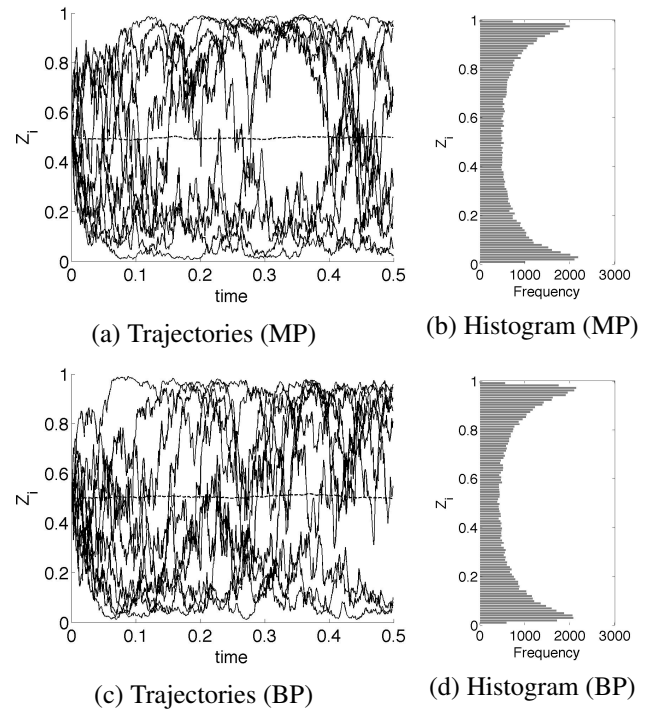 1
0.8
0.6
0.4
0.2
0
Z_i
0 0.1 0.2 0.3 0.4 0.5
time
(a) Trajectories (MP)
1
0.8
0.6
0.4
0.2
0
Z_i
0 1000 2000 3000
Frequency
(b) Histogram (MP)
1
0.8
0.6
0.4
0.2
0
Z_i
0 0.1 0.2 0.3 0.4 0.5
time
(c) Trajectories (BP)
1
0.8
0.6
0.4
0.2
0
Z_i
0 1000 2000 3000
Frequency
(d) Histogram (BP)